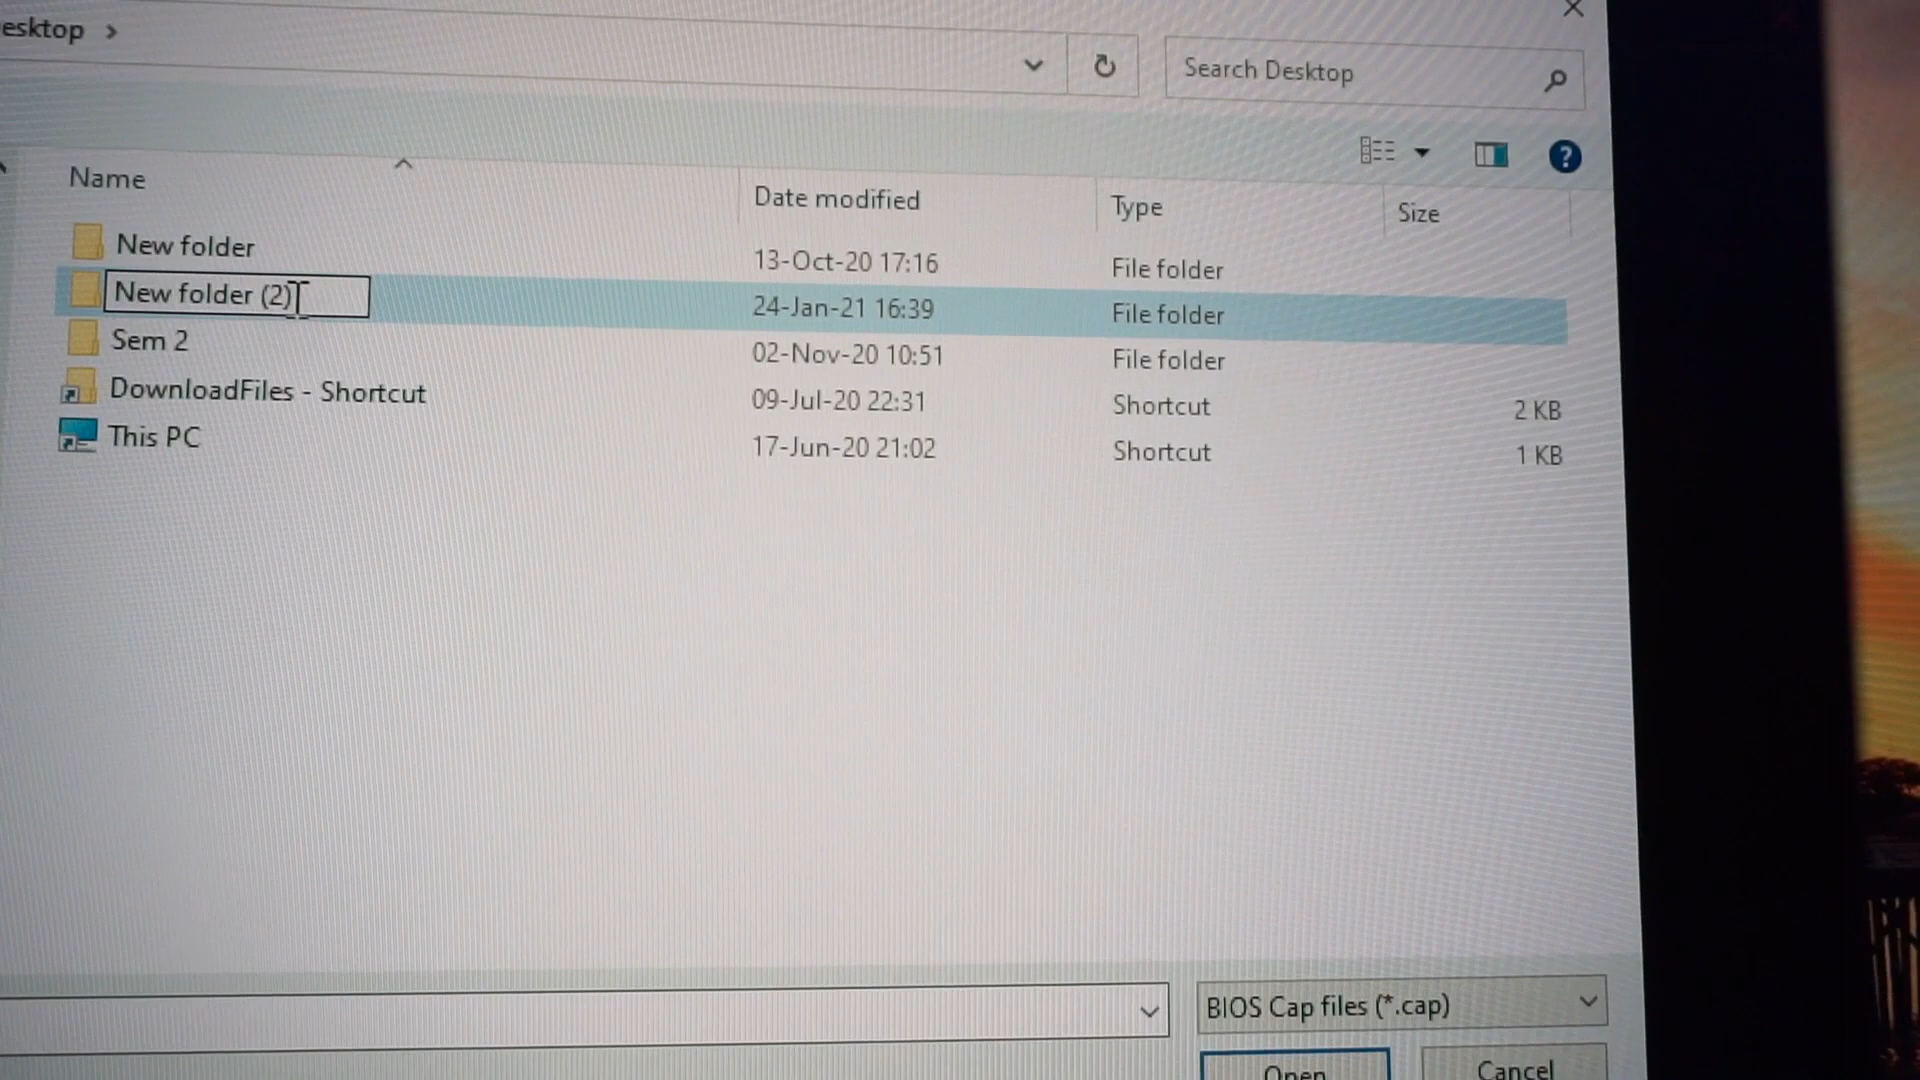 esktop >
Search Desktop
Name
Date modified
Type
Size
New folder
13-Oct-20 17:16
File folder
New folder (2)
24-Jan-21 16:39
File folder
Sem 2
02-Nov-20 10:51
File folder
DownloadFiles - Shortcut
09-Jul-20 22:31
Shortcut
2 KB
This PC
17-Jun-20 21:02
Shortcut
1 KB
BIOS Cap files (*.cap)
Open
Cancel